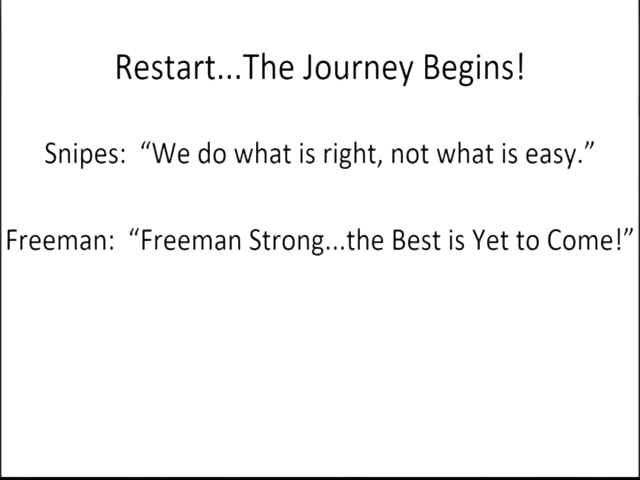 Restart...The Journey Begins!
Snipes:  “We do what is right, not what is easy.”
Freeman:  “Freeman Strong...the Best is Yet to Come!”